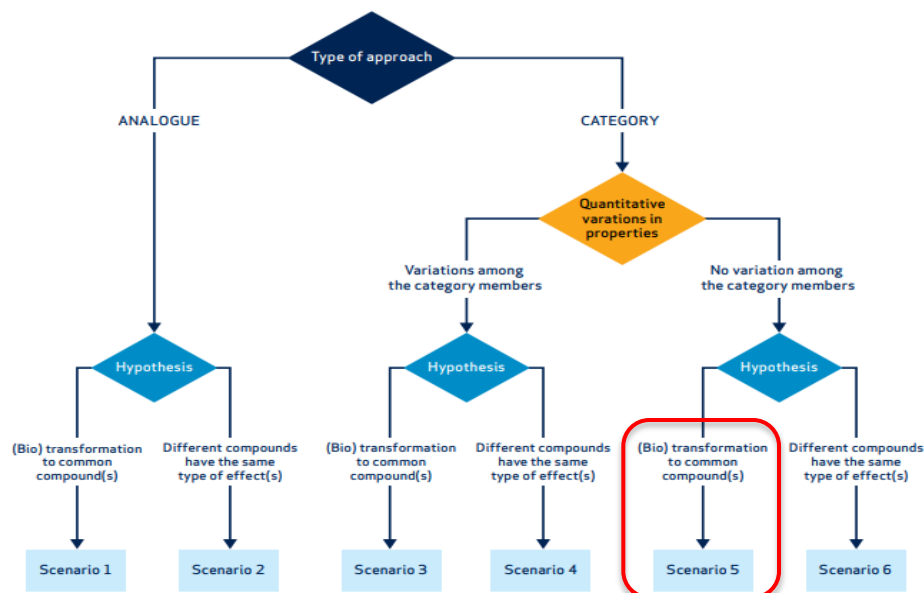 Type of approach
ANALOGUE
CATEGORY
Quantitative
varations in
properties
Variations among
the category members
No variation among
the category members
Hypothesis
Hypothesis
Hypothesis
(Bio) transformation
to common
compound(s)
Different compounds
have the same
type of effect(s)
(Bio) transformation
to common
compound(s)
Different compounds
have the same
type of effect(s)
(Bio) transformation
to common
compound(s)
Different compounds
have the same
type of effect(s)
Scenario 1
Scenario 2
Scenario 3
Scenario 4
Scenario 5
Scenario 6